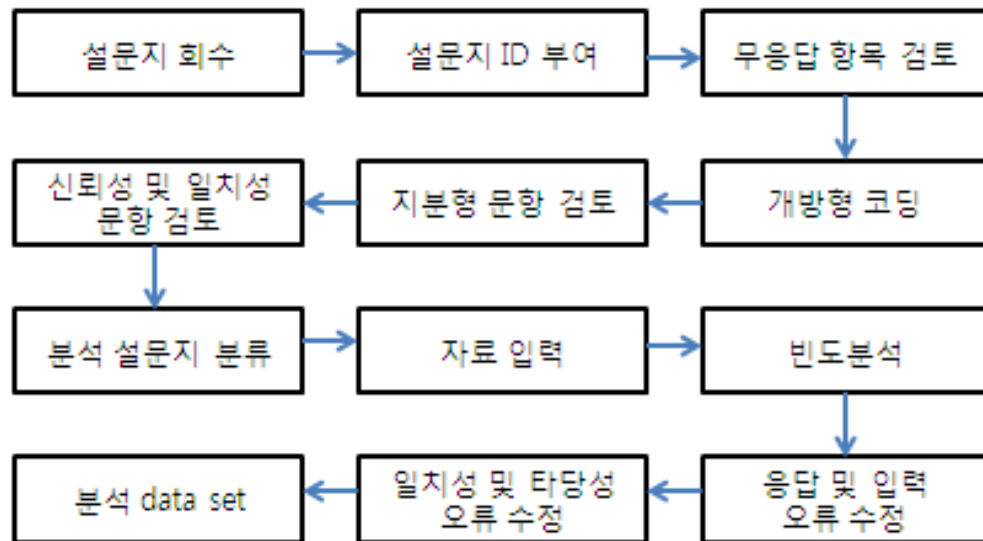 설문지 회수
설문지 ID 부여
무응답 항목 검토
개방형 코딩
지분형 문항 검토
신뢰성 및 일치성
문항 검토
분석 설문지 분류
자료 입력
빈도분석
응답 및 입력
오류 수정
일치성 및 타당성
오류 수정
분석 data set